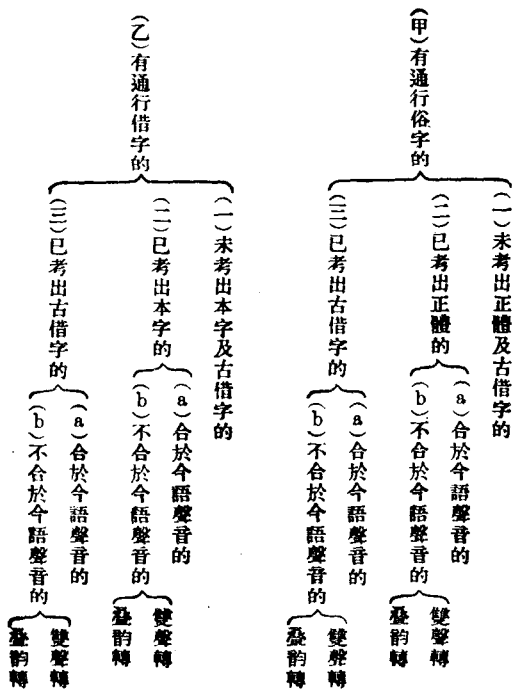 (甲)有通行俗字的
(一)未考出正體及古借字的
(二)已考出正體的
(a)合於今語聲音的
(b)不合於今語聲音的
雙聲轉
疊韵轉
(三)已考出古借字的
(a)合於今語聲音的
(b)不合於今語聲音的
雙聲轉
疊韵轉
(乙)有通行借字的
(一)未考出本字及古借字的
(二)已考出本字的
(a)合於今語聲音的
(b)不合於今語聲音的
雙聲轉
疊韵轉
(三)已考出古借字的
(a)合於今語聲音的
(b)不合於今語聲音的
雙聲轉
疊韵轉